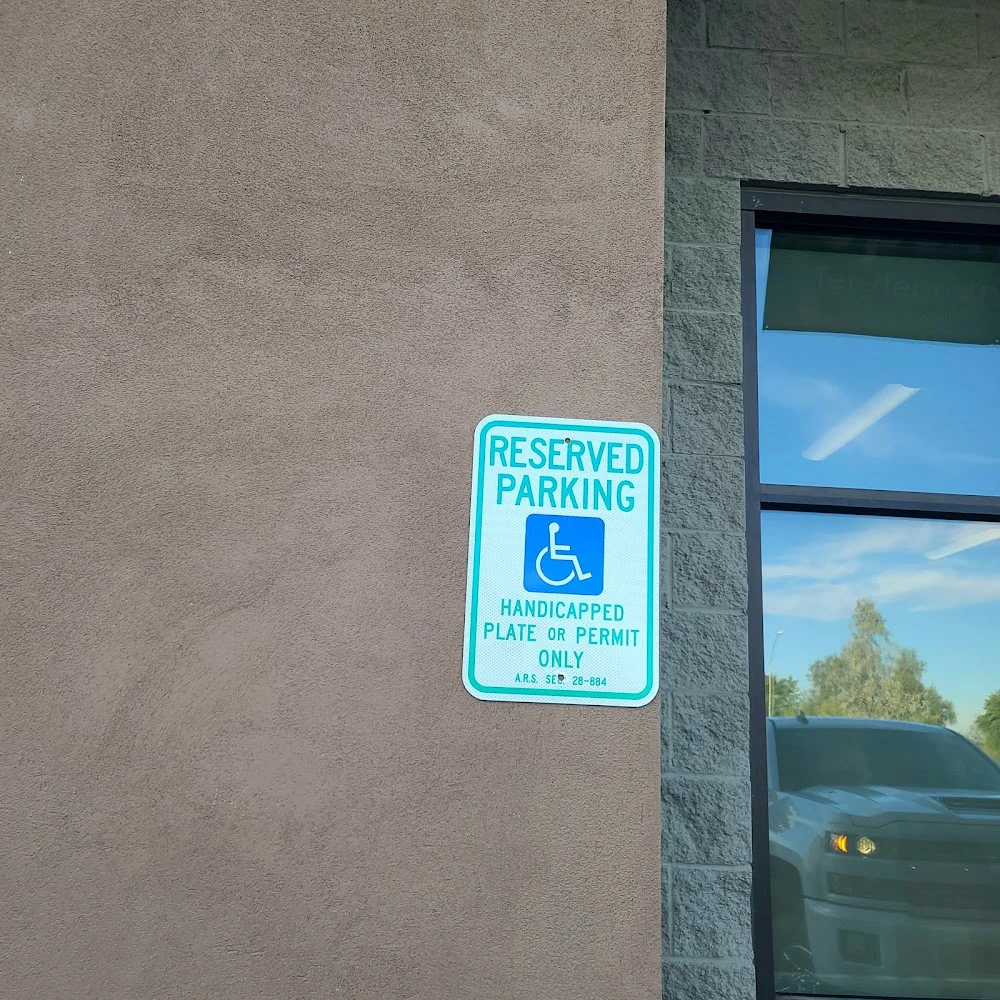 RESERVED
PARKING
HANDICAPPED
PLATE OR PERMIT
ONLY
A.R.S. SEC. 28-884